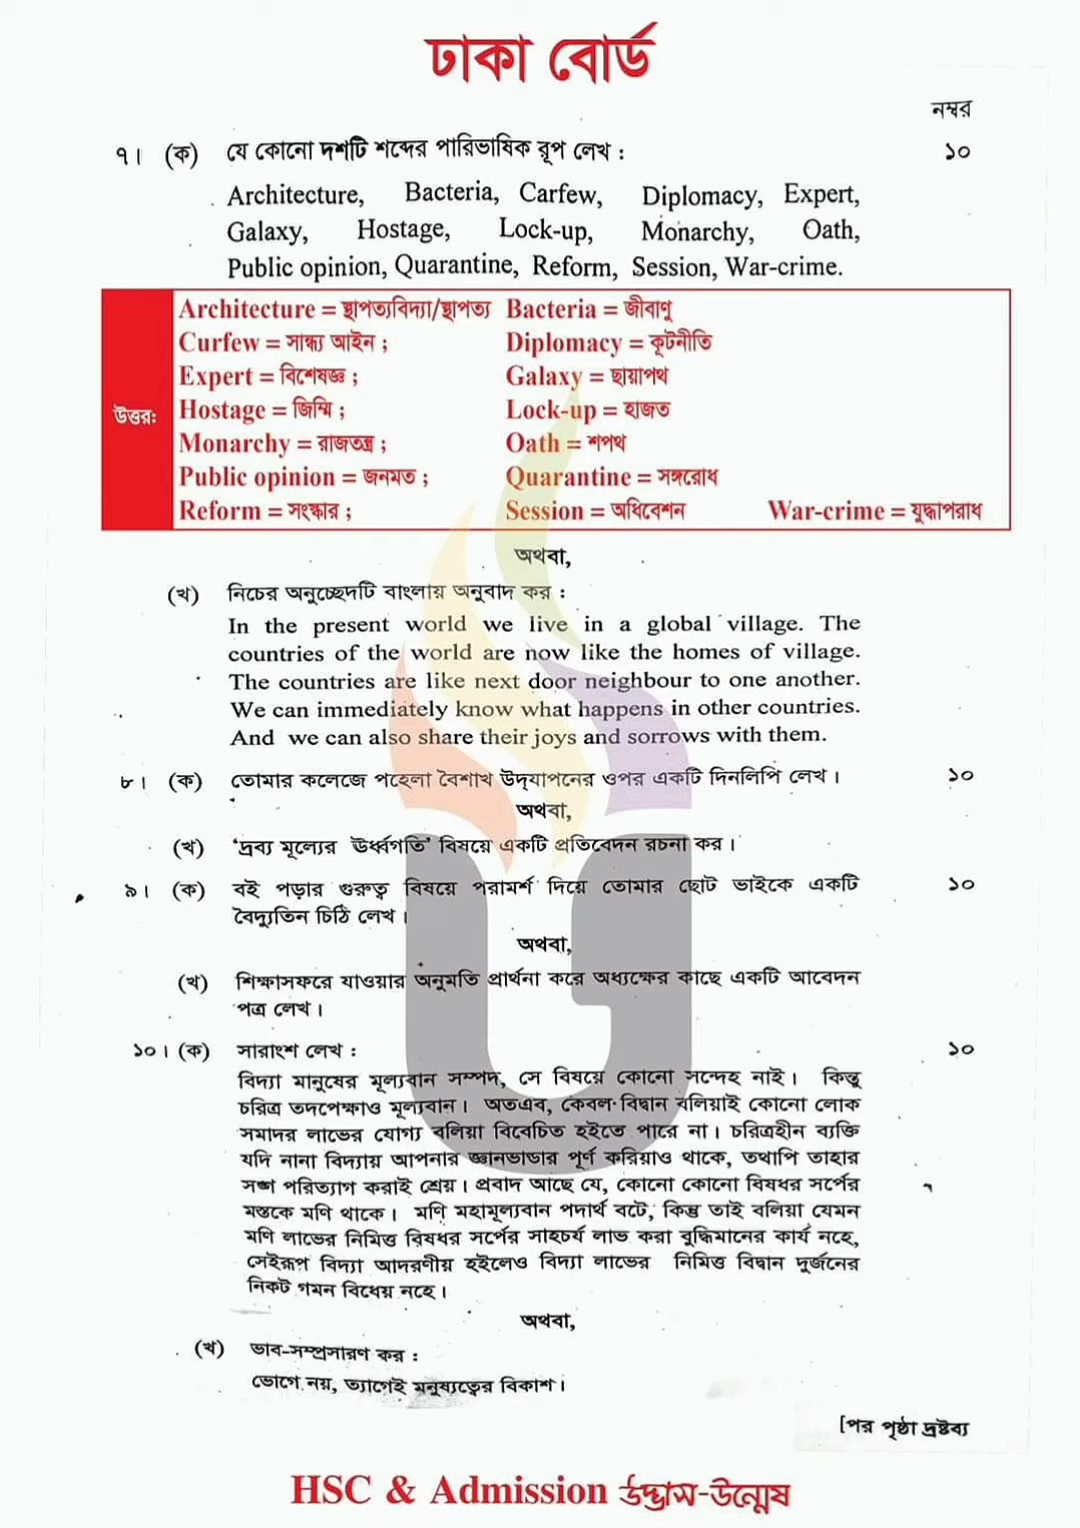 ঢাকা বোর্ড
নম্বর
৭। (ক) যে কোনো দশটি শব্দের পারিভাষিক রূপ লেখ : ১০
Architecture, Bacteria, Carfew, Diplomacy, Expert,
Galaxy, Hostage, Lock-up, Monarchy, Oath,
Public opinion, Quarantine, Reform, Session, War-crime.
উত্তর:
Architecture = স্থাপত্যবিদ্যা/স্থাপত্য Bacteria = জীবাণু
Curfew = সান্ধ্য আইন ; Diplomacy = কূটনীতি
Expert = বিশেষজ্ঞ ; Galaxy = ছায়াপথ
Hostage = জিম্মি ; Lock-up = হাজত
Monarchy = রাজতন্ত্র ; Oath = শপথ
Public opinion = জনমত ; Quarantine = সঙ্গরোধ
Reform = সংস্কার ; Session = অধিবেশন War-crime = যুদ্ধাপরাধ
অথবা,
(খ) নিচের অনুচ্ছেদটি বাংলায় অনুবাদ কর :
In the present world we live in a global village. The
countries of the world are now like the homes of village.
The countries are like next door neighbour to one another.
We can immediately know what happens in other countries.
And we can also share their joys and sorrows with them.
৮। (ক) তোমার কলেজে পহেলা বৈশাখ উদ্‌যাপনের ওপর একটি দিনলিপি লেখ। ১০
অথবা,
(খ) ‘দ্রব্য মূল্যের ঊর্ধ্বগতি’ বিষয়ে একটি প্রতিবেদন রচনা কর।
৯। (ক) বই পড়ার গুরুত্ব বিষয়ে পরামর্শ দিয়ে তোমার ছোট ভাইকে একটি ১০
বৈদ্যুতিন চিঠি লেখ।
অথবা,
(খ) শিক্ষাসফরে যাওয়ার অনুমতি প্রার্থনা করে অধ্যক্ষের কাছে একটি আবেদন
পত্র লেখ।
১০। (ক) সারাংশ লেখ : ১০
বিদ্যা মানুষের মূল্যবান সম্পদ, সে বিষয়ে কোনো সন্দেহ নাই। কিন্তু
চরিত্র তদপেক্ষাও মূল্যবান। অতএব, কেবল বিদ্বান বলিয়াই কোনো লোক
সমাদর লাভের যোগ্য বলিয়া বিবেচিত হইতে পারে না। চরিত্রহীন ব্যক্তি
যদি নানা বিদ্যায় আপনার জ্ঞানভান্ডার পূর্ণ করিয়াও থাকে, তথাপি তাহার
সঙ্গ পরিত্যাগ করাই শ্রেয়। প্রবাদ আছে যে, কোনো কোনো বিষধর সর্পের
মস্তকে মণি থাকে। মণি মহামূল্যবান পদার্থ বটে, কিন্তু তাই বলিয়া যেমন
মণি লাভের নিমিত্ত বিষধর সর্পের সাহচর্য লাভ করা বুদ্ধিমানের কার্য নহে,
সেইরূপ বিদ্যা আদরণীয় হইলেও বিদ্যা লাভের নিমিত্ত বিদ্বান দুর্জনের
নিকট গমন বিধেয় নহে।
অথবা,
(খ) ভাব-সম্প্রসারণ কর :
ভোগে নয়, ত্যাগেই মনুষ্যত্বের বিকাশ।
[পর পৃষ্ঠা দ্রষ্টব্য
HSC & Admission উদ্ভাস-উন্মেষ